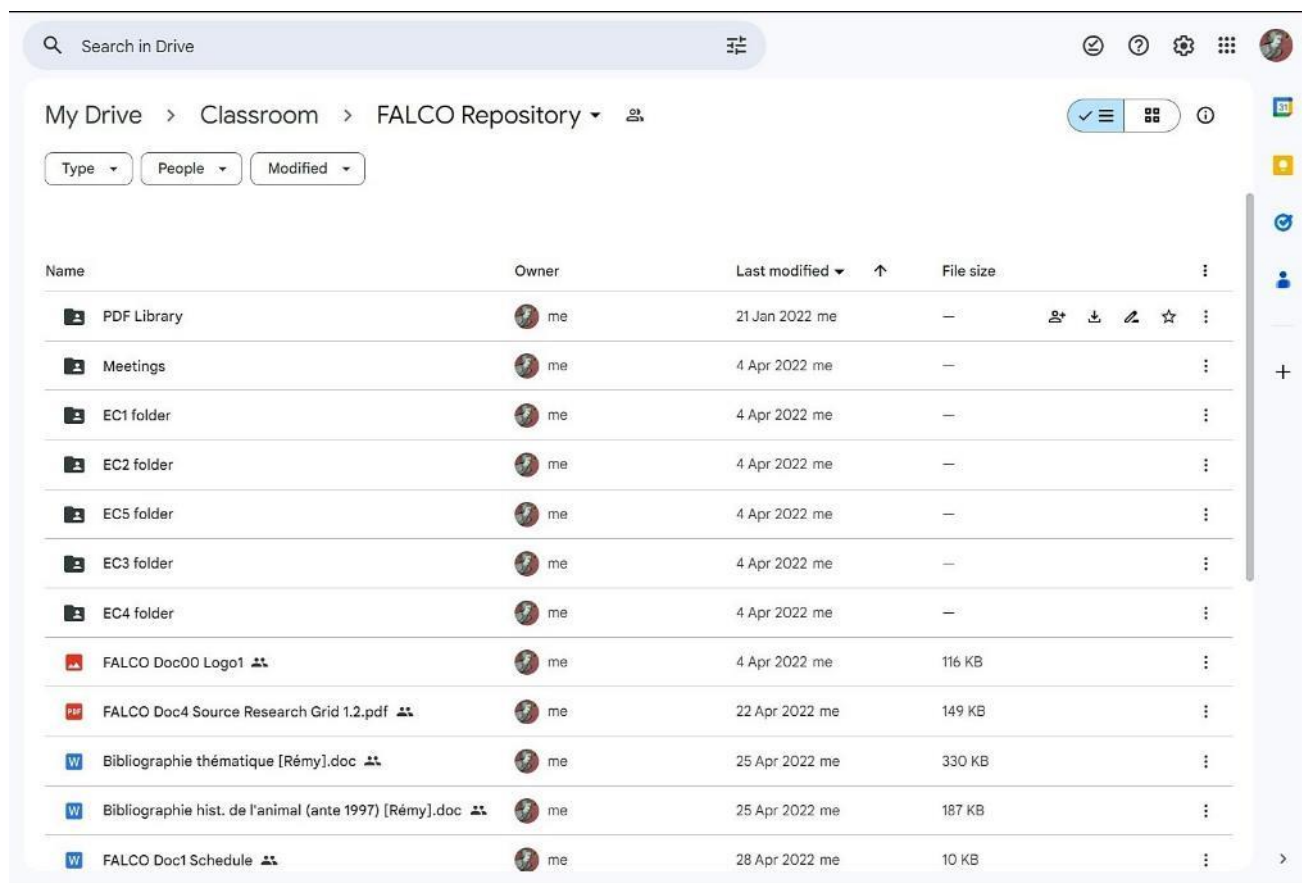 Search in Drive
My Drive > Classroom > FALCO Repository
Type People Modified
Name Owner Last modified File size
PDF Library me 21 Jan 2022 me —
Meetings me 4 Apr 2022 me —
EC1 folder me 4 Apr 2022 me —
EC2 folder me 4 Apr 2022 me —
EC5 folder me 4 Apr 2022 me —
EC3 folder me 4 Apr 2022 me —
EC4 folder me 4 Apr 2022 me —
FALCO Doc00 Logo1 me 4 Apr 2022 me 116 KB
PDF FALCO Doc4 Source Research Grid 1.2.pdf me 22 Apr 2022 me 149 KB
W Bibliographie thématique [Rémy].doc me 25 Apr 2022 me 330 KB
W Bibliographie hist. de l'animal (ante 1997) [Rémy].doc me 25 Apr 2022 me 187 KB
W FALCO Doc1 Schedule me 28 Apr 2022 me 10 KB
31